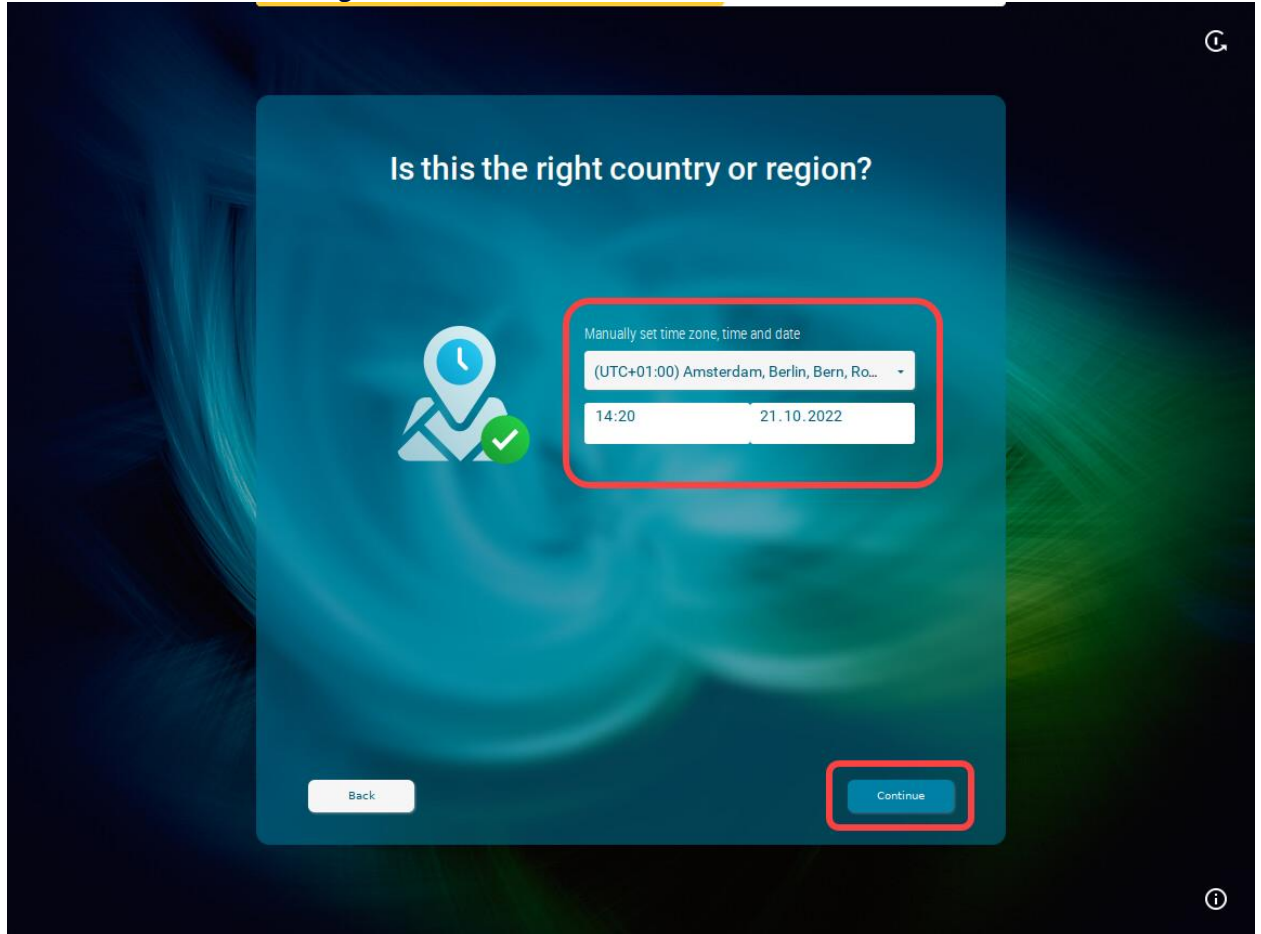 Is this the right country or region?
Manually set time zone, time and date
(UTC+01:00) Amsterdam, Berlin, Bern, Ro...
14:20 21.10.2022
Back Continue